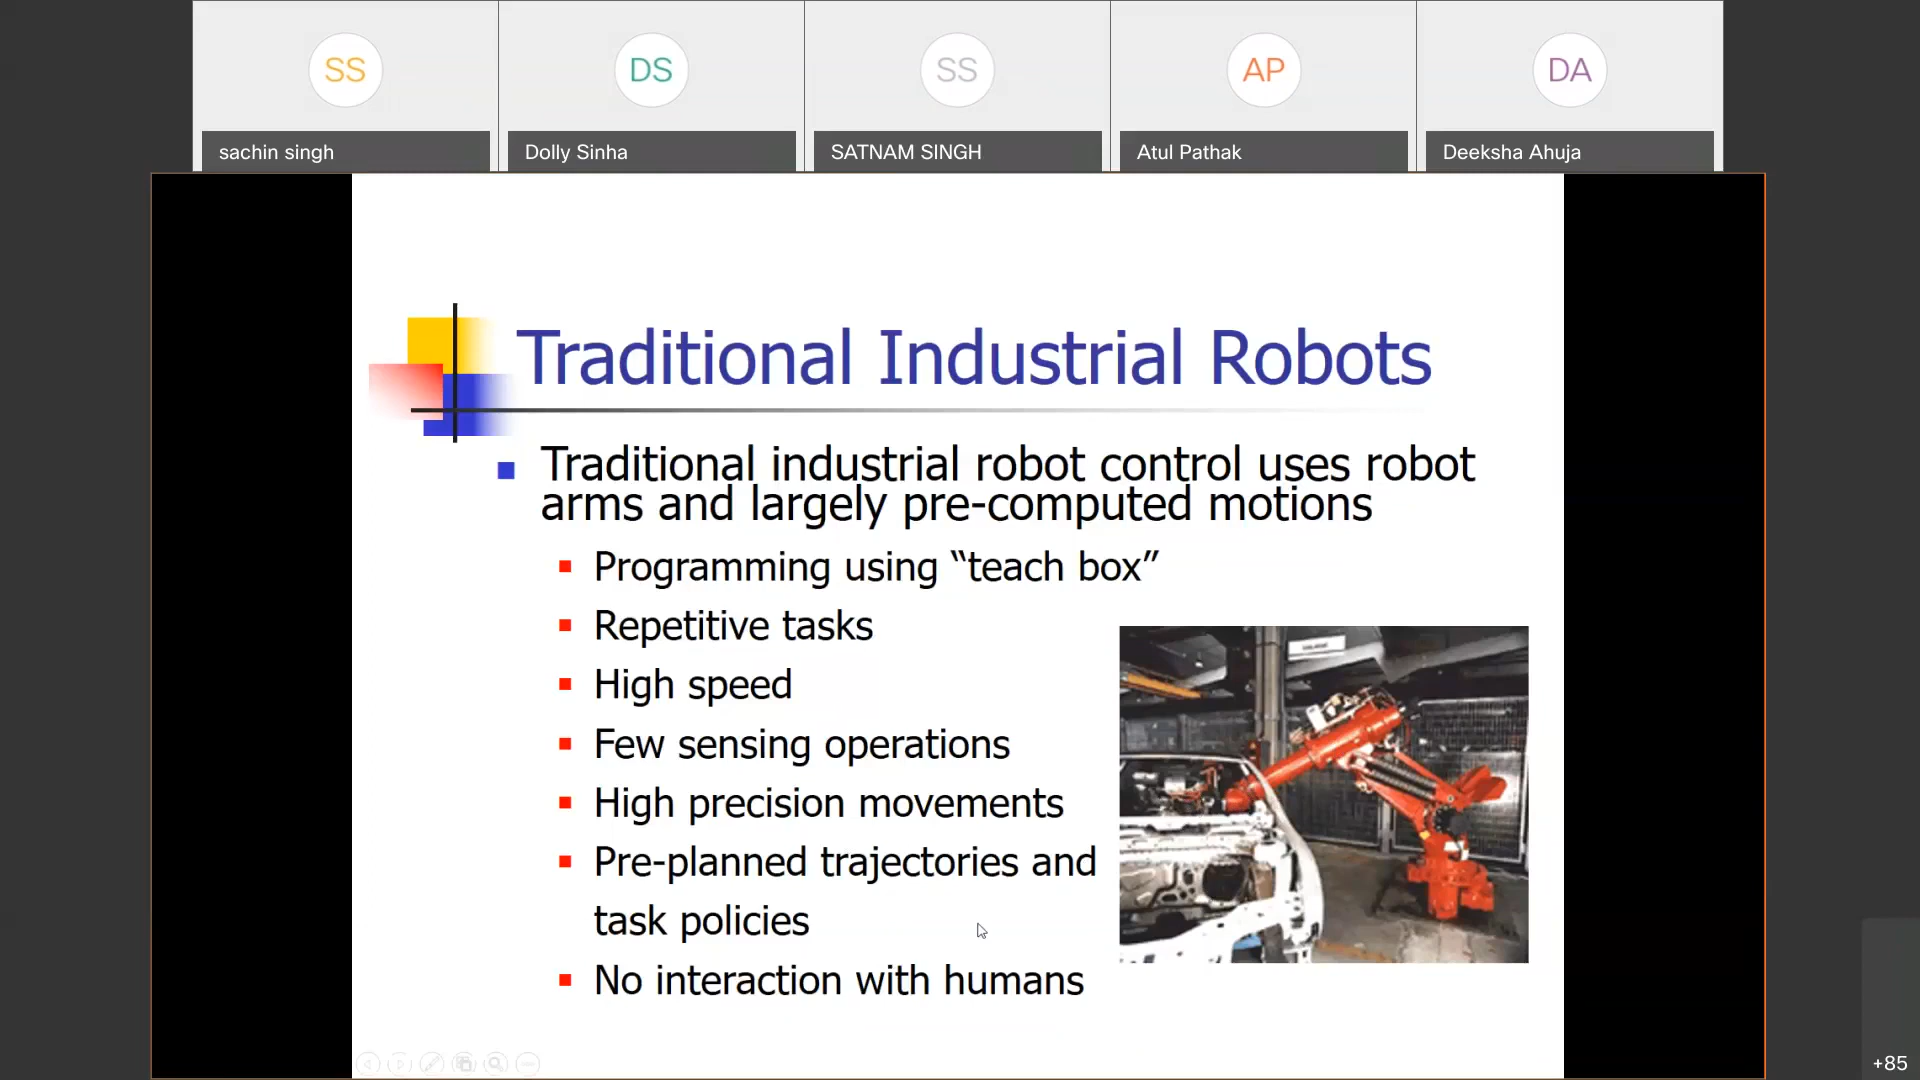 SS
DS
SS
AP
DA
sachin singh
Dolly Sinha
SATNAM SINGH
Atul Pathak
Deeksha Ahuja
Traditional Industrial Robots
Traditional industrial robot control uses robot
arms and largely pre-computed motions
Programming using “teach box”
Repetitive tasks
High speed
Few sensing operations
High precision movements
Pre-planned trajectories and
task policies
No interaction with humans
+85